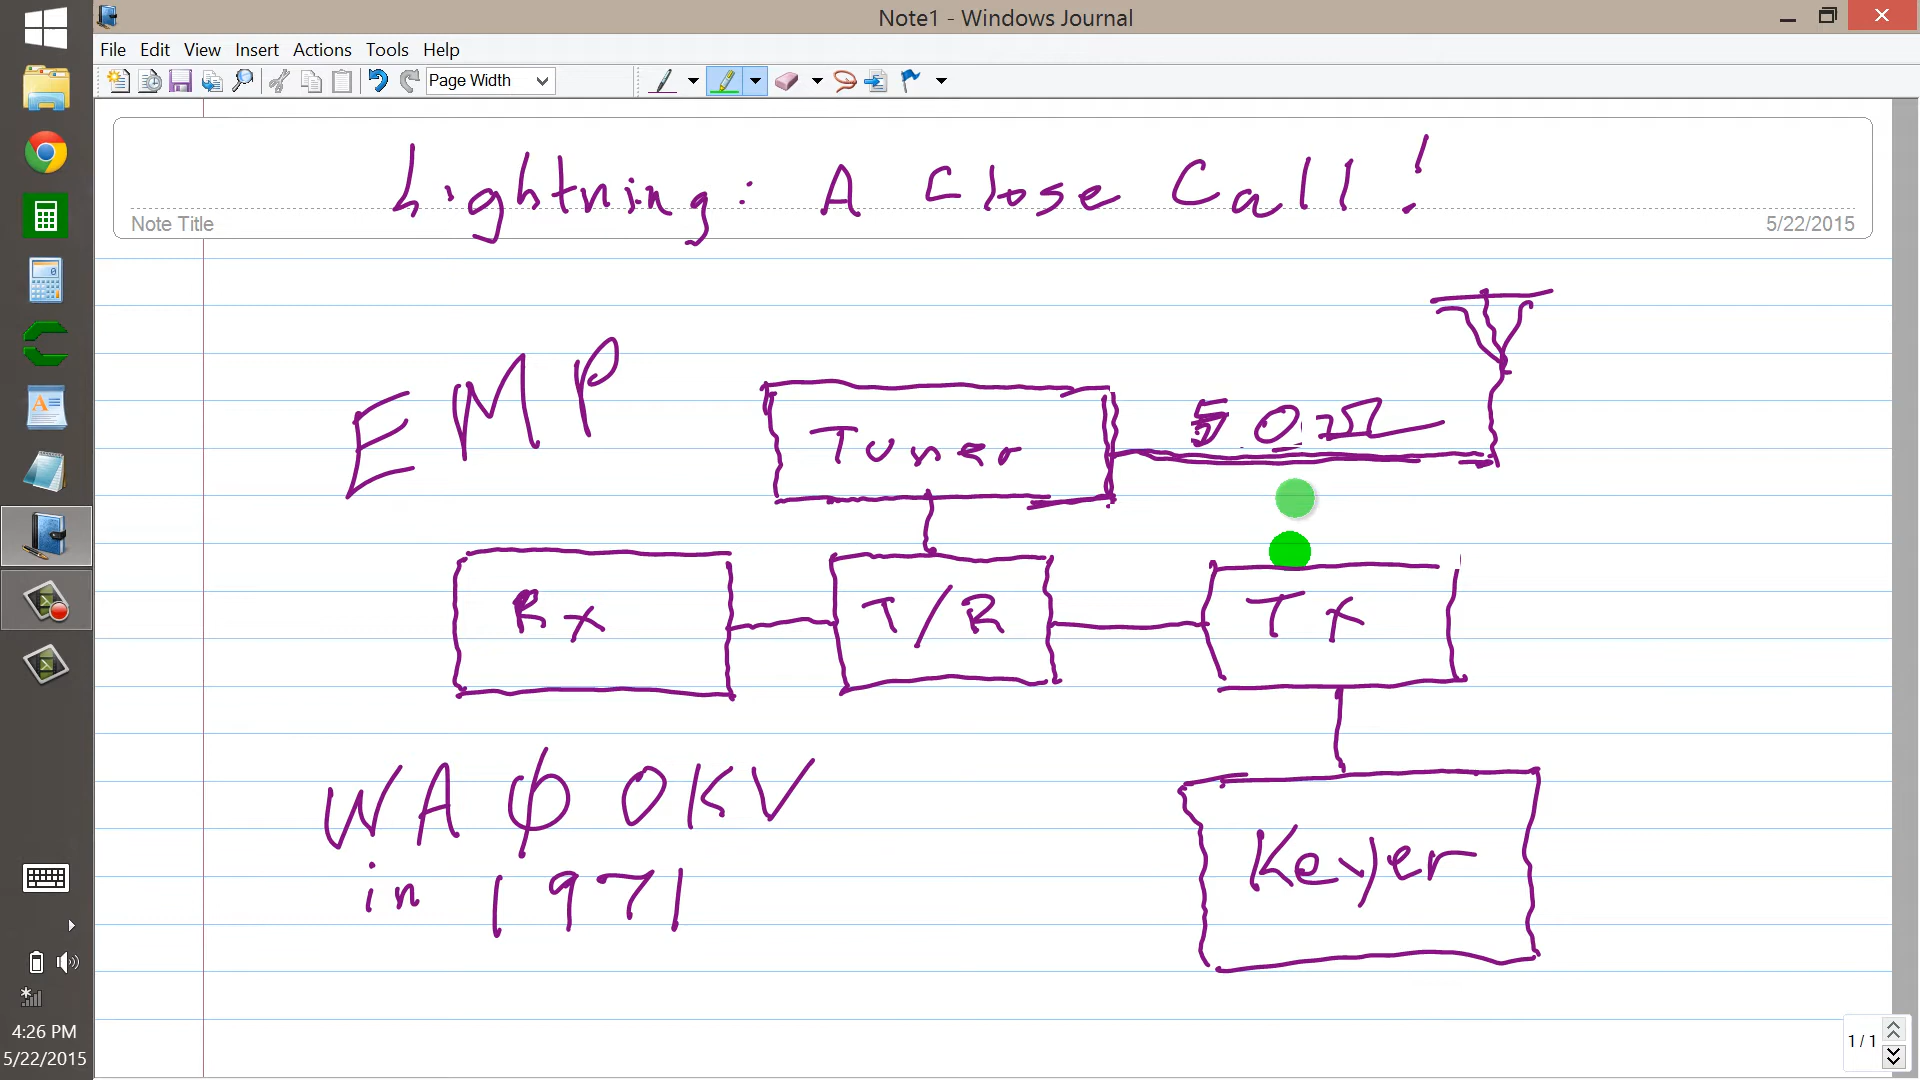 Note1 - Windows Journal
File Edit View Insert Actions Tools Help
Page Width
Lightning: A Close Call!
Note Title
5/22/2015
EMP
Tuner
50Ω
Rx
T/R
Tx
WAØOKV
in 1971
Keyer
4:26 PM
5/22/2015
1 / 1